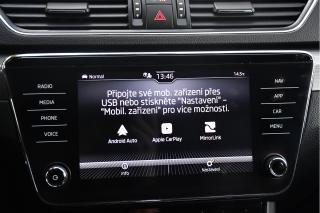 Normal
13:46
14,5°c
RADIO
MEDIA
PHONE
VOICE
Připojte své mob. zařízení přes
USB nebo stiskněte "Nastavení" –
"Mobil. zařízení" pro více možností.
Android Auto
Apple CarPlay
MirrorLink
Info
Nastavení
NAV
APP
CAR
MENU